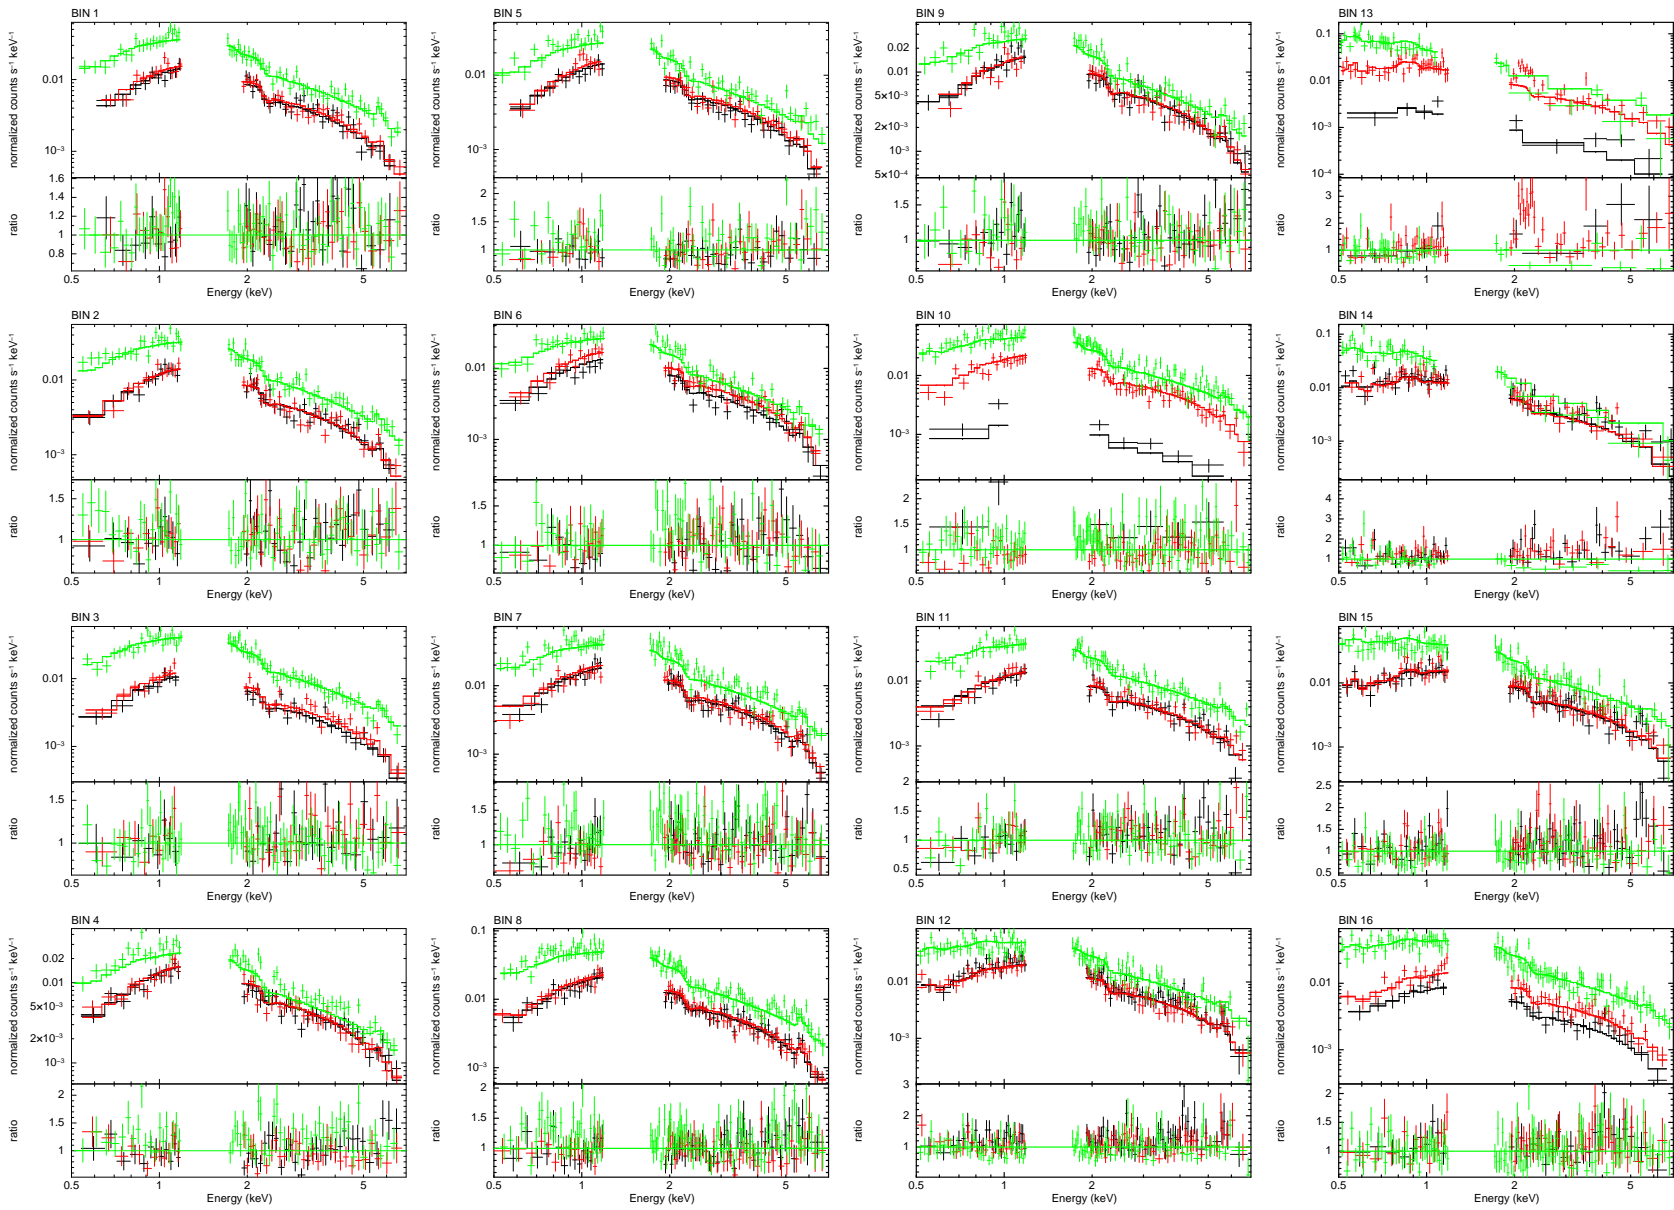 BIN 1
normalized counts s⁻¹ keV⁻¹
0.01
10⁻³
ratio
1.6
1.4
1.2
1
0.8
0.5 1 2 5
Energy (keV)
BIN 5
normalized counts s⁻¹ keV⁻¹
0.01
10⁻³
ratio
2
1.5
1
0.5
0.5 1 2 5
Energy (keV)
BIN 9
normalized counts s⁻¹ keV⁻¹
0.02
0.01
5×10⁻³
2×10⁻³
10⁻³
5×10⁻⁴
ratio
1.5
1
0.5 1 2 5
Energy (keV)
BIN 13
normalized counts s⁻¹ keV⁻¹
0.1
0.01
10⁻³
10⁻⁴
ratio
3
2
1
0.5 1 2 5
Energy (keV)
BIN 2
normalized counts s⁻¹ keV⁻¹
0.01
10⁻³
ratio
1.5
1
0.5 1 2 5
Energy (keV)
BIN 6
normalized counts s⁻¹ keV⁻¹
0.01
10⁻³
ratio
1.5
1
0.5 1 2 5
Energy (keV)
BIN 10
normalized counts s⁻¹ keV⁻¹
0.01
10⁻³
ratio
2
1.5
1
0.5 1 2 5
Energy (keV)
BIN 14
normalized counts s⁻¹ keV⁻¹
0.1
0.01
10⁻³
ratio
4
3
2
1
0.5 1 2 5
Energy (keV)
BIN 3
normalized counts s⁻¹ keV⁻¹
0.01
10⁻³
ratio
1.5
1
0.5 1 2 5
Energy (keV)
BIN 7
normalized counts s⁻¹ keV⁻¹
0.01
10⁻³
ratio
1.5
1
0.5 1 2 5
Energy (keV)
BIN 11
normalized counts s⁻¹ keV⁻¹
0.01
10⁻³
ratio
2
1.5
1
0.5
0.5 1 2 5
Energy (keV)
BIN 15
normalized counts s⁻¹ keV⁻¹
0.01
10⁻³
ratio
2.5
2
1.5
1
0.5
0.5 1 2 5
Energy (keV)
BIN 4
normalized counts s⁻¹ keV⁻¹
0.02
0.01
5×10⁻³
2×10⁻³
10⁻³
ratio
2
1.5
1
0.5 1 2 5
Energy (keV)
BIN 8
normalized counts s⁻¹ keV⁻¹
0.1
0.01
10⁻³
ratio
2
1.5
1
0.5 1 2 5
Energy (keV)
BIN 12
normalized counts s⁻¹ keV⁻¹
0.01
10⁻³
ratio
3
2
1
0.5 1 2 5
Energy (keV)
BIN 16
normalized counts s⁻¹ keV⁻¹
0.01
10⁻³
ratio
2
1.5
1
0.5 1 2 5
Energy (keV)